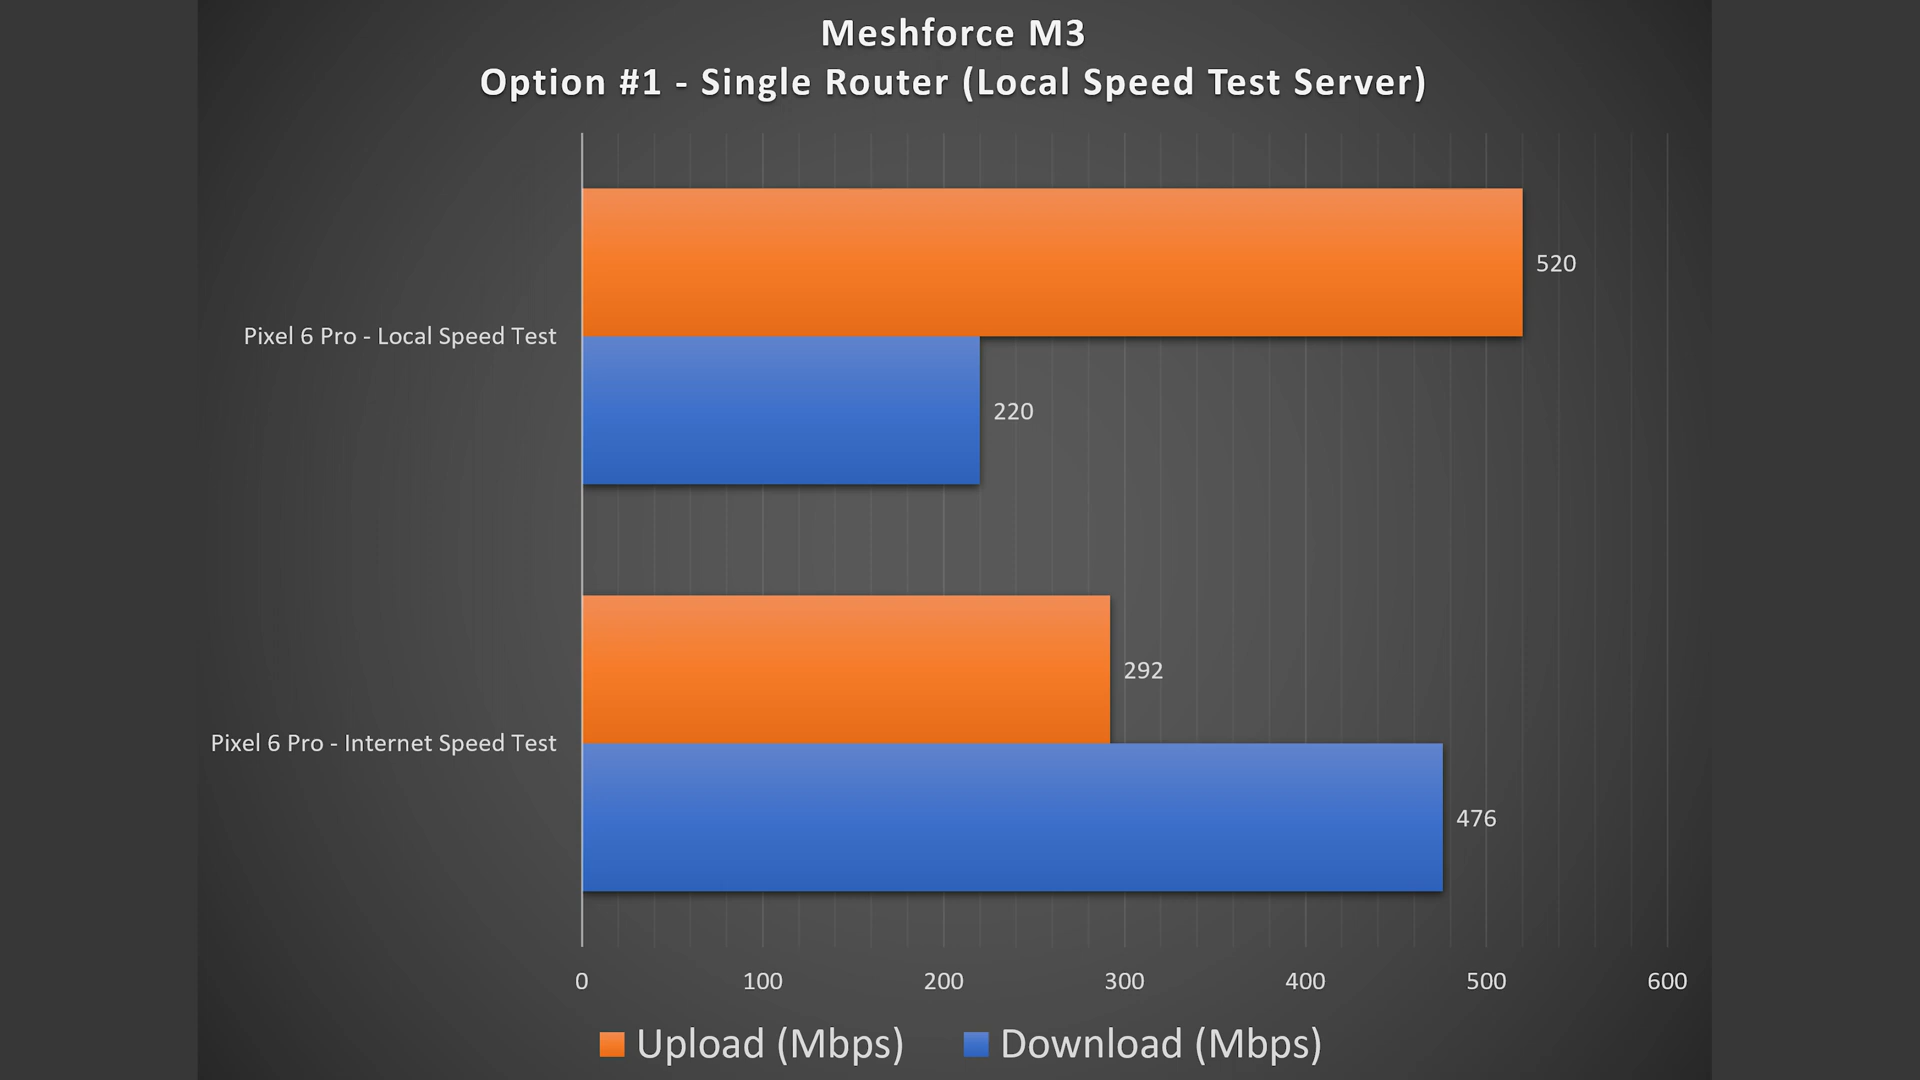 Meshforce M3
Option #1 - Single Router (Local Speed Test Server)
520
Pixel 6 Pro - Local Speed Test
220
292
Pixel 6 Pro - Internet Speed Test
476
0 100 200 300 400 500 600
Upload (Mbps) Download (Mbps)